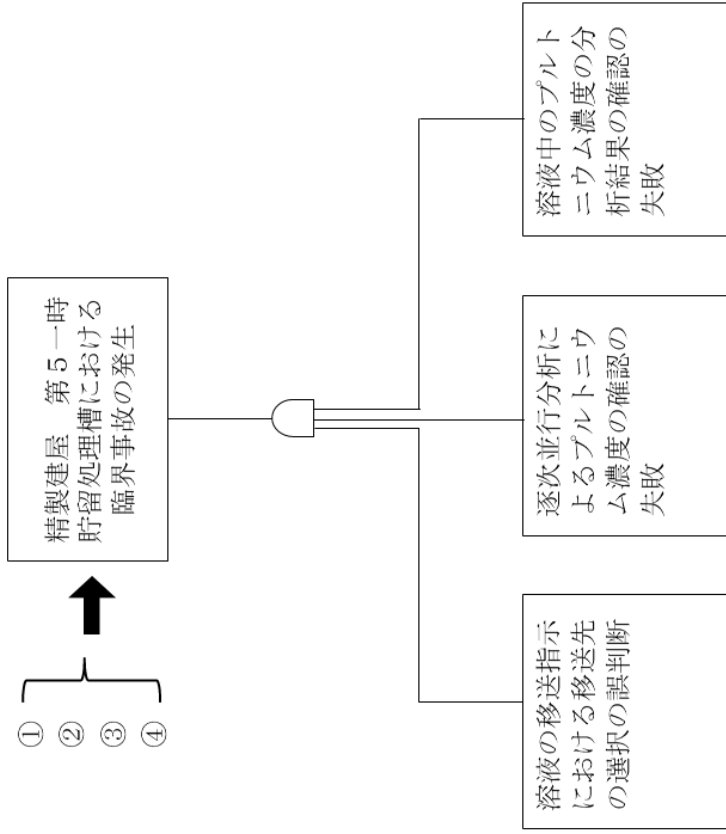 ①
②
③
④
精製建屋 第5一時
貯留処理槽における
臨界事故の発生
溶液の移送指示
における移送先
の選択の誤判断
逐次並行分析に
よるプルトニウ
ム濃度の確認の
失敗
溶液中のプルト
ニウム濃度の分
析結果の確認の
失敗